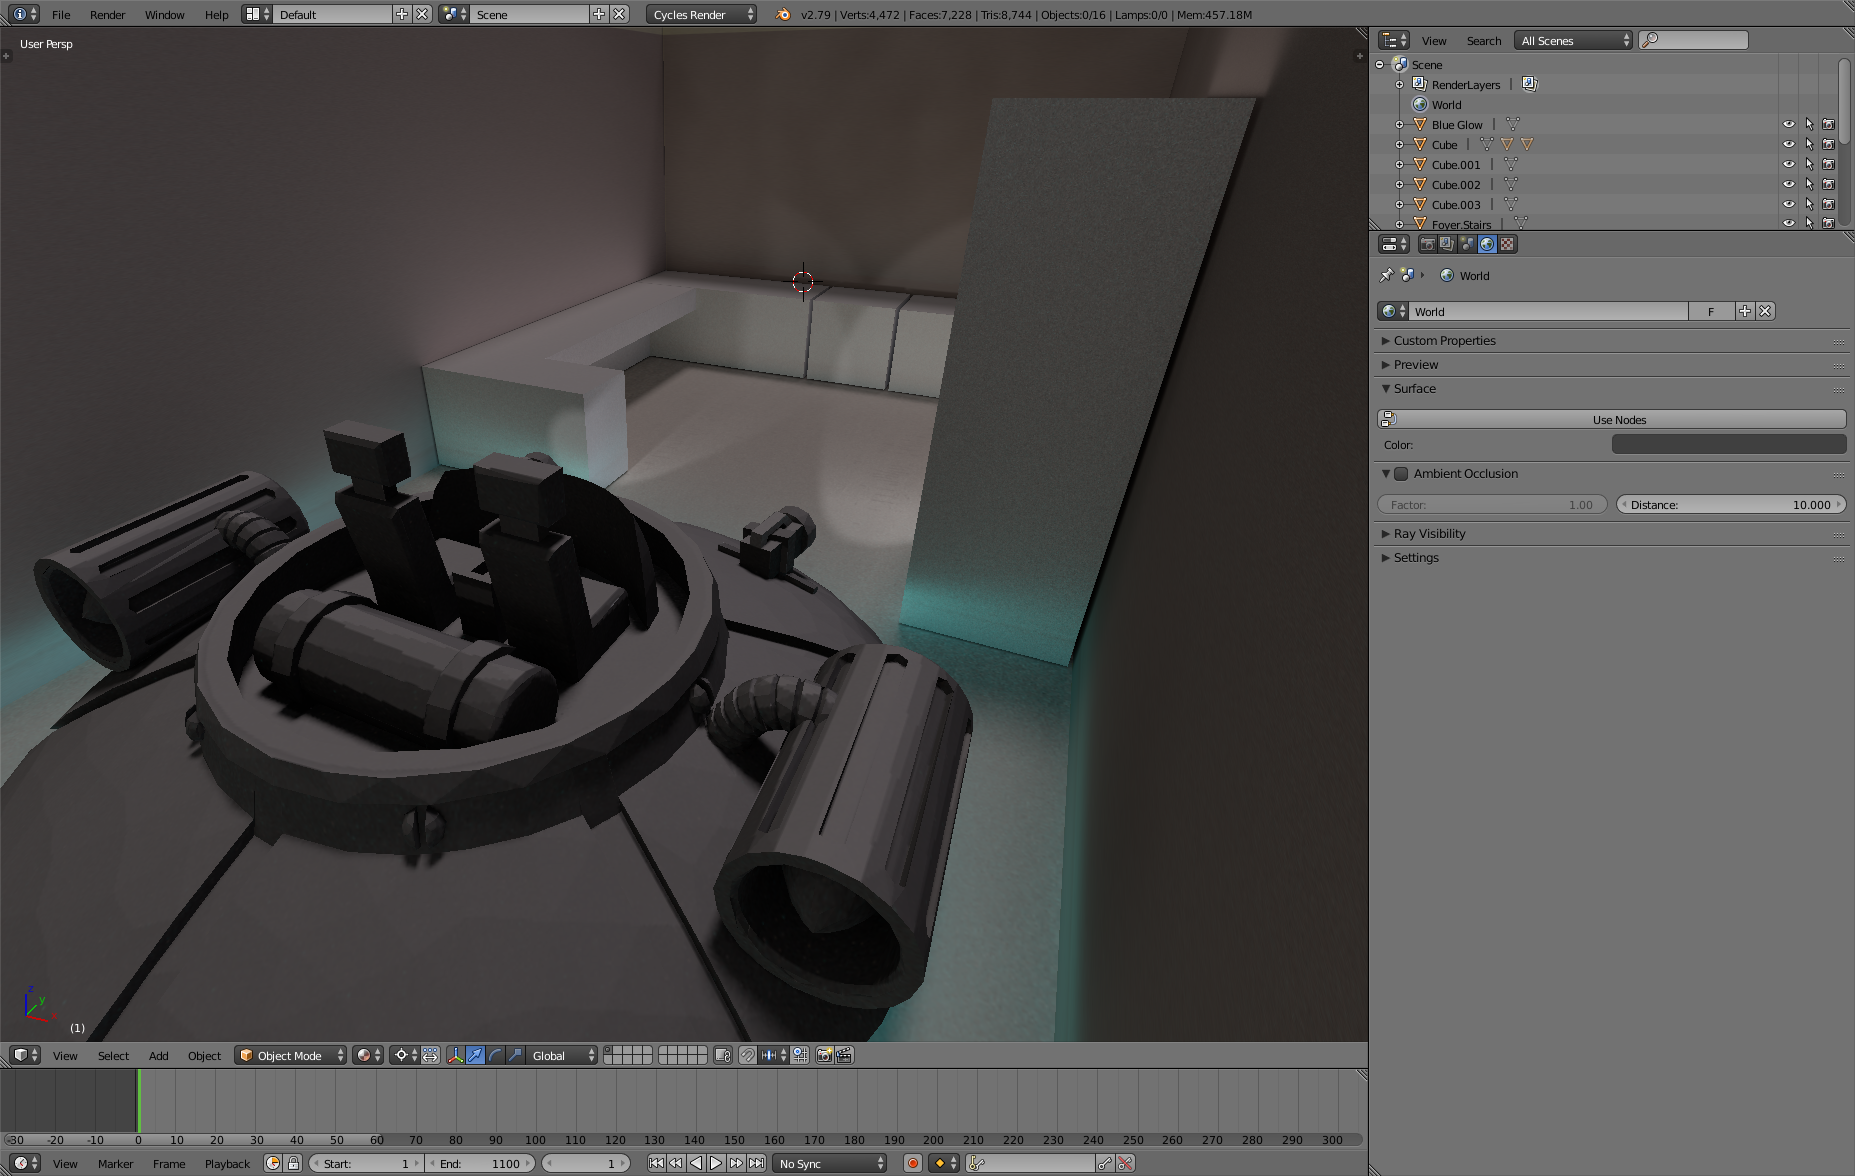 File Render Window Help Default Scene Cycles Render v2.79 | Verts:4,472 | Faces:7,228 | Tris:8,744 | Objects:0/16 | Lamps:0/0 | Mem:457.18M
User Persp
View Search All Scenes
Scene
RenderLayers
World
Blue Glow
Cube
Cube.001
Cube.002
Cube.003
Foyer.Stairs
World
World F
Custom Properties
Preview
Surface
Use Nodes
Color:
Ambient Occlusion
Factor: 1.00 Distance: 10.000
Ray Visibility
Settings
z
y
(1)
View Select Add Object Object Mode Global
-30 -20 -10 0 10 20 30 40 50 60 70 80 90 100 110 120 130 140 150 160 170 180 190 200 210 220 230 240 250 260 270 280 290 300
View Marker Frame Playback Start: 1 End: 1100 1 No Sync